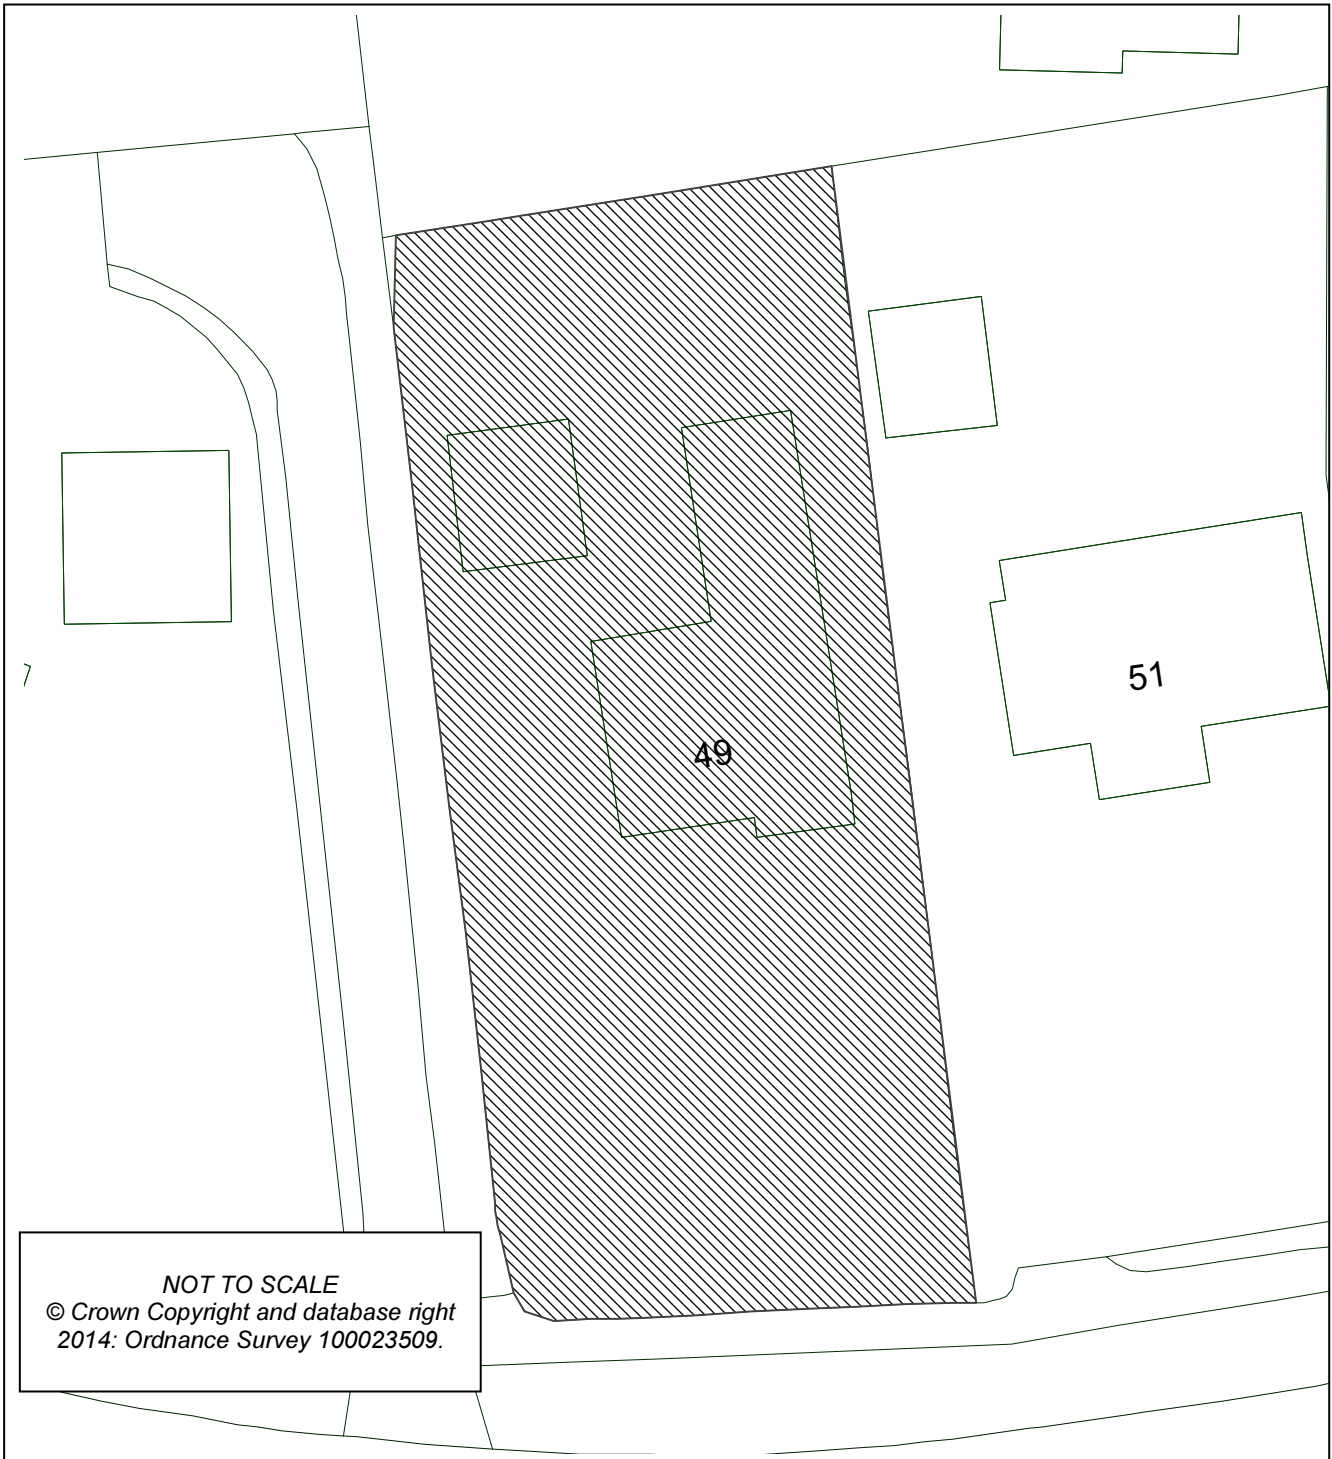 51
49
NOT TO SCALE
© Crown Copyright and database right
2014: Ordnance Survey 100023509.